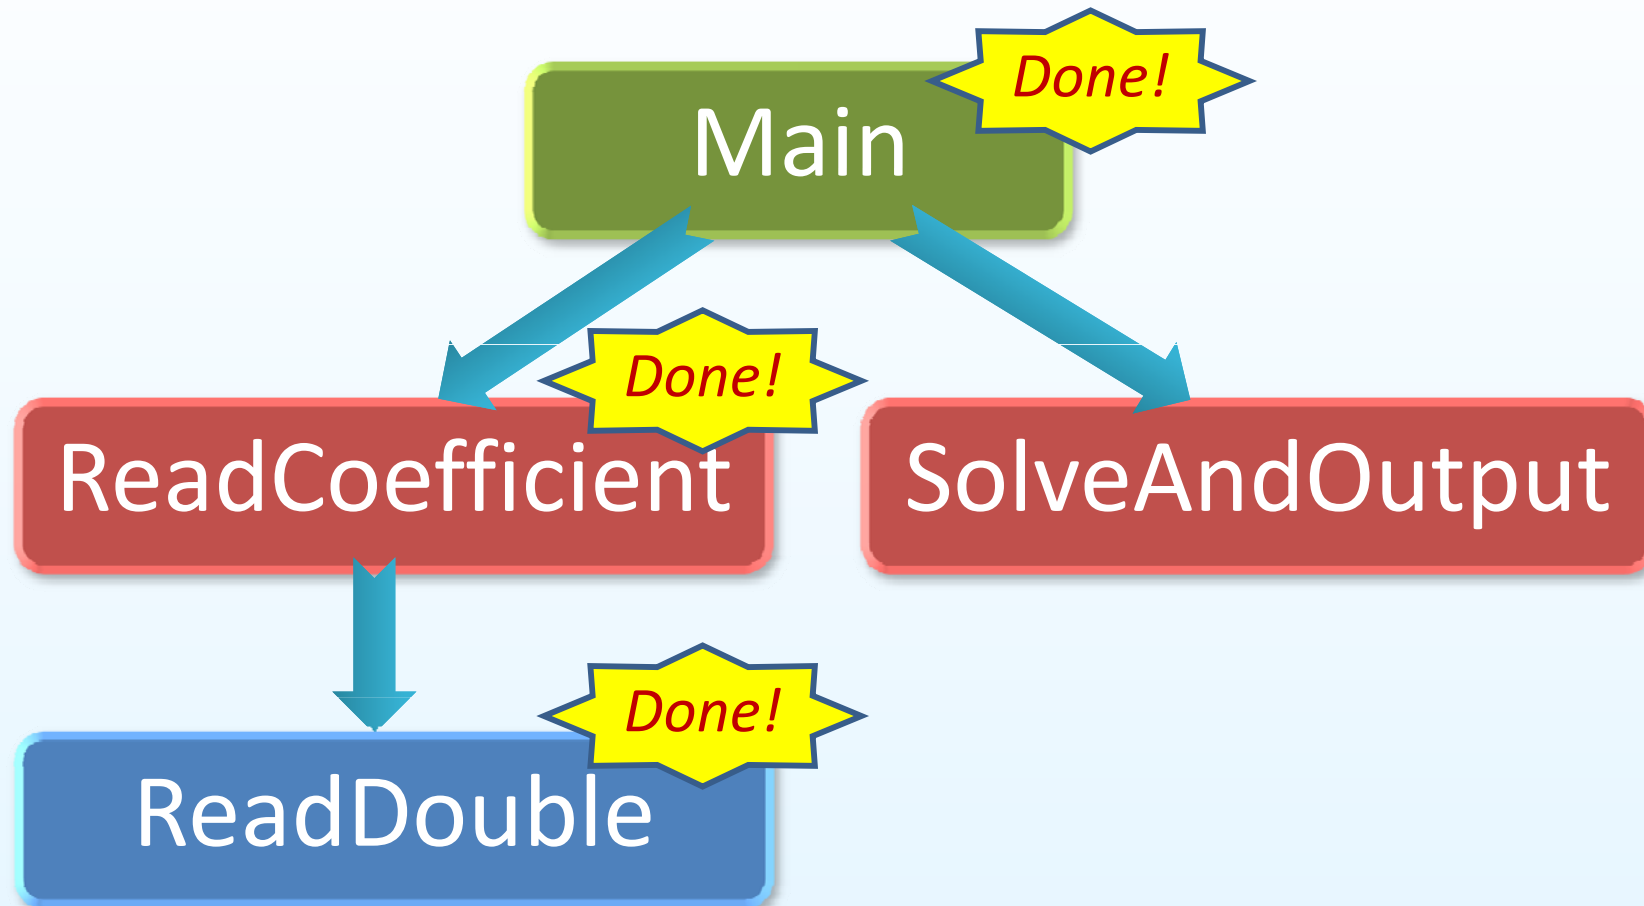 Done!
Main
Done!
ReadCoefficient
SolveAndOutput
Done!
ReadDouble